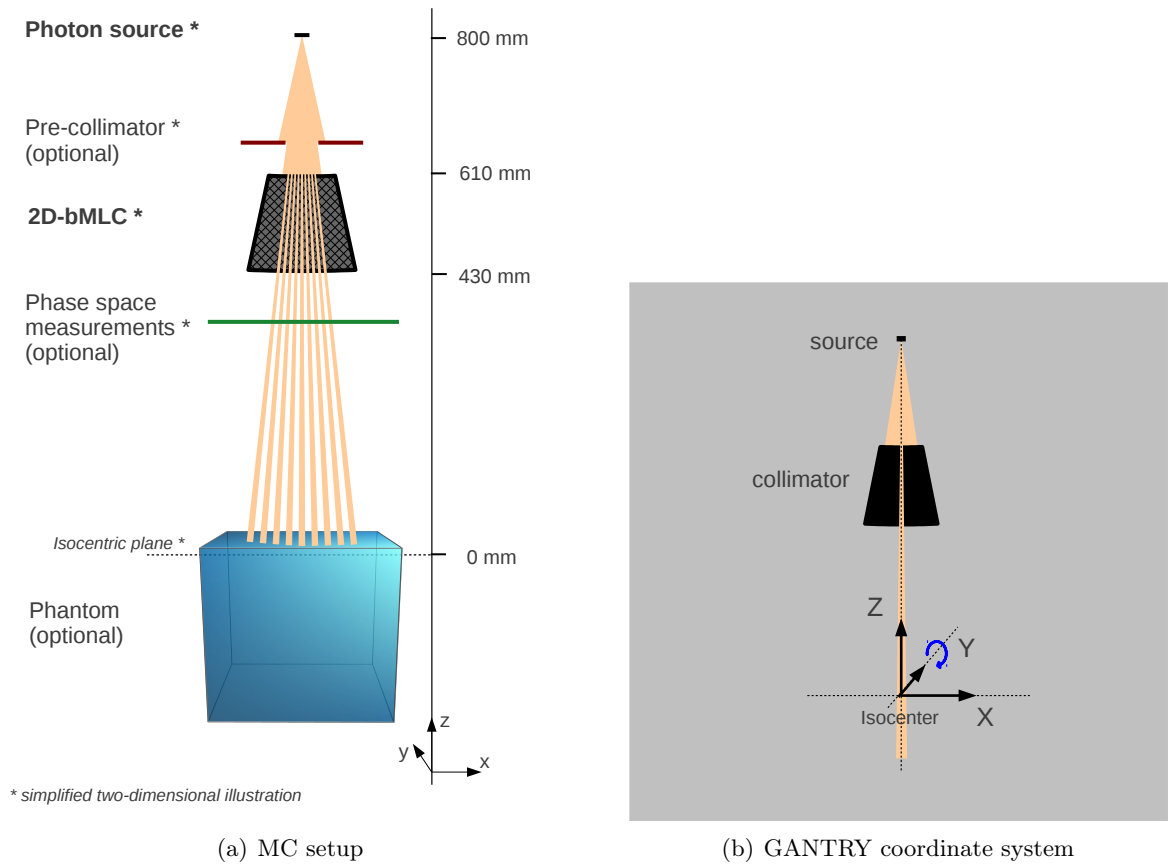 Photon source *
800 mm
Pre-collimator *
(optional)
610 mm
2D-bMLC *
430 mm
Phase space
measurements *
(optional)
Isocentric plane *
0 mm
Phantom
(optional)
z
y
x
* simplified two-dimensional illustration
(a) MC setup
source
collimator
Z
Y
Isocenter
X
(b) GANTRY coordinate system